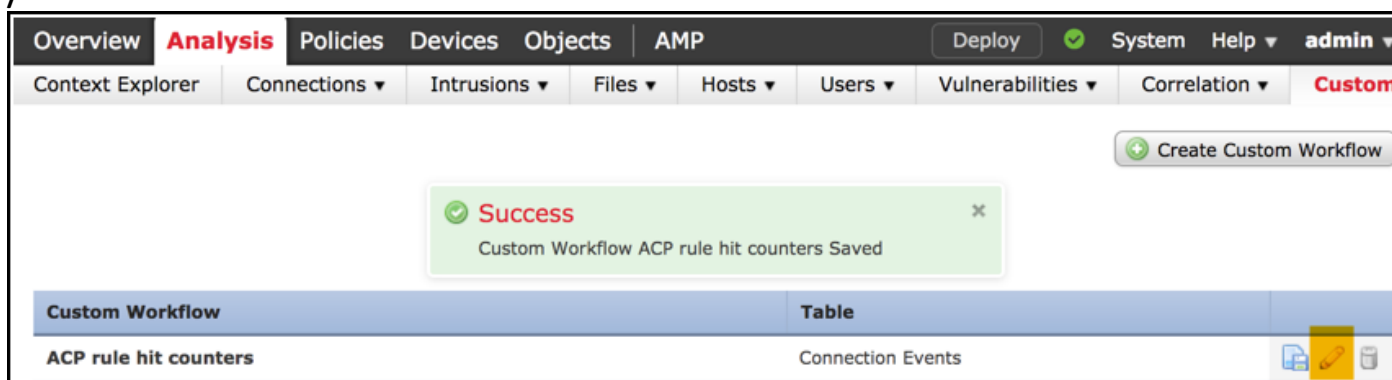 Overview Analysis Policies Devices Objects AMP Deploy System Help admin
Context Explorer Connections Intrusions Files Hosts Users Vulnerabilities Correlation Custom
Create Custom Workflow
Success
Custom Workflow ACP rule hit counters Saved
Custom Workflow Table
ACP rule hit counters Connection Events